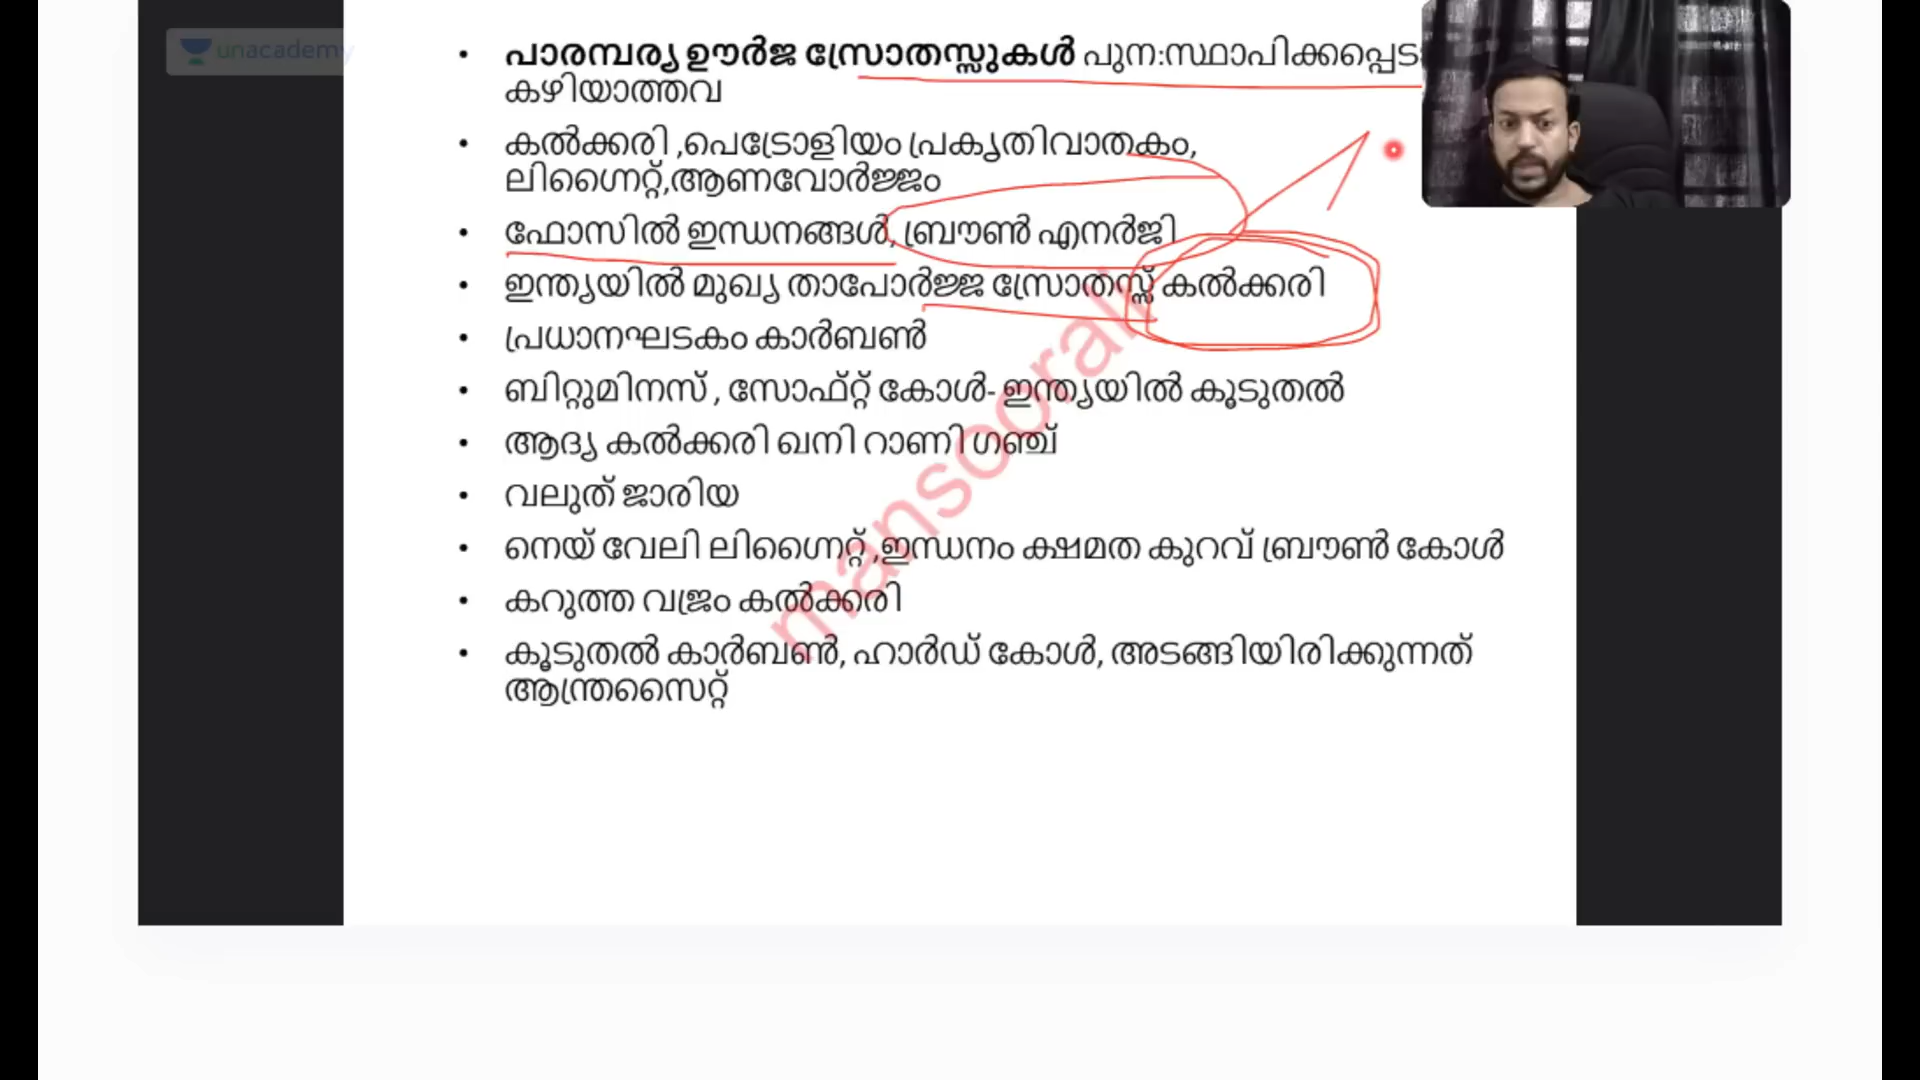 unacademy
പാരമ്പര്യ ഊർജ സ്രോതസ്സുകൾ പുന:സ്ഥാപിക്കപ്പെട
കഴിയാത്തവ
കൽക്കരി ,പെട്രോളിയം പ്രകൃതിവാതകം,
ലിഗ്നൈറ്റ്,ആണവോർജ്ജം
ഫോസിൽ ഇന്ധനങ്ങൾ, ബ്രൗൺ എനർജി
ഇന്ത്യയിൽ മുഖ്യ താപോർജ്ജ സ്രോതസ്സ് കൽക്കരി
പ്രധാനഘടകം കാർബൺ
ബിറ്റുമിനസ് , സോഫ്റ്റ് കോൾ- ഇന്ത്യയിൽ കൂടുതൽ
ആദ്യ കൽക്കരി ഖനി റാണി ഗഞ്ച്
വലുത് ജാരിയ
നെയ് വേലി ലിഗ്നൈറ്റ് ,ഇന്ധനം ക്ഷമത കുറവ് ബ്രൗൺ കോൾ
കറുത്ത വജ്രം കൽക്കരി
കൂടുതൽ കാർബൺ, ഹാർഡ് കോൾ, അടങ്ങിയിരിക്കുന്നത്
ആന്ത്രസൈറ്റ്
mansoorali